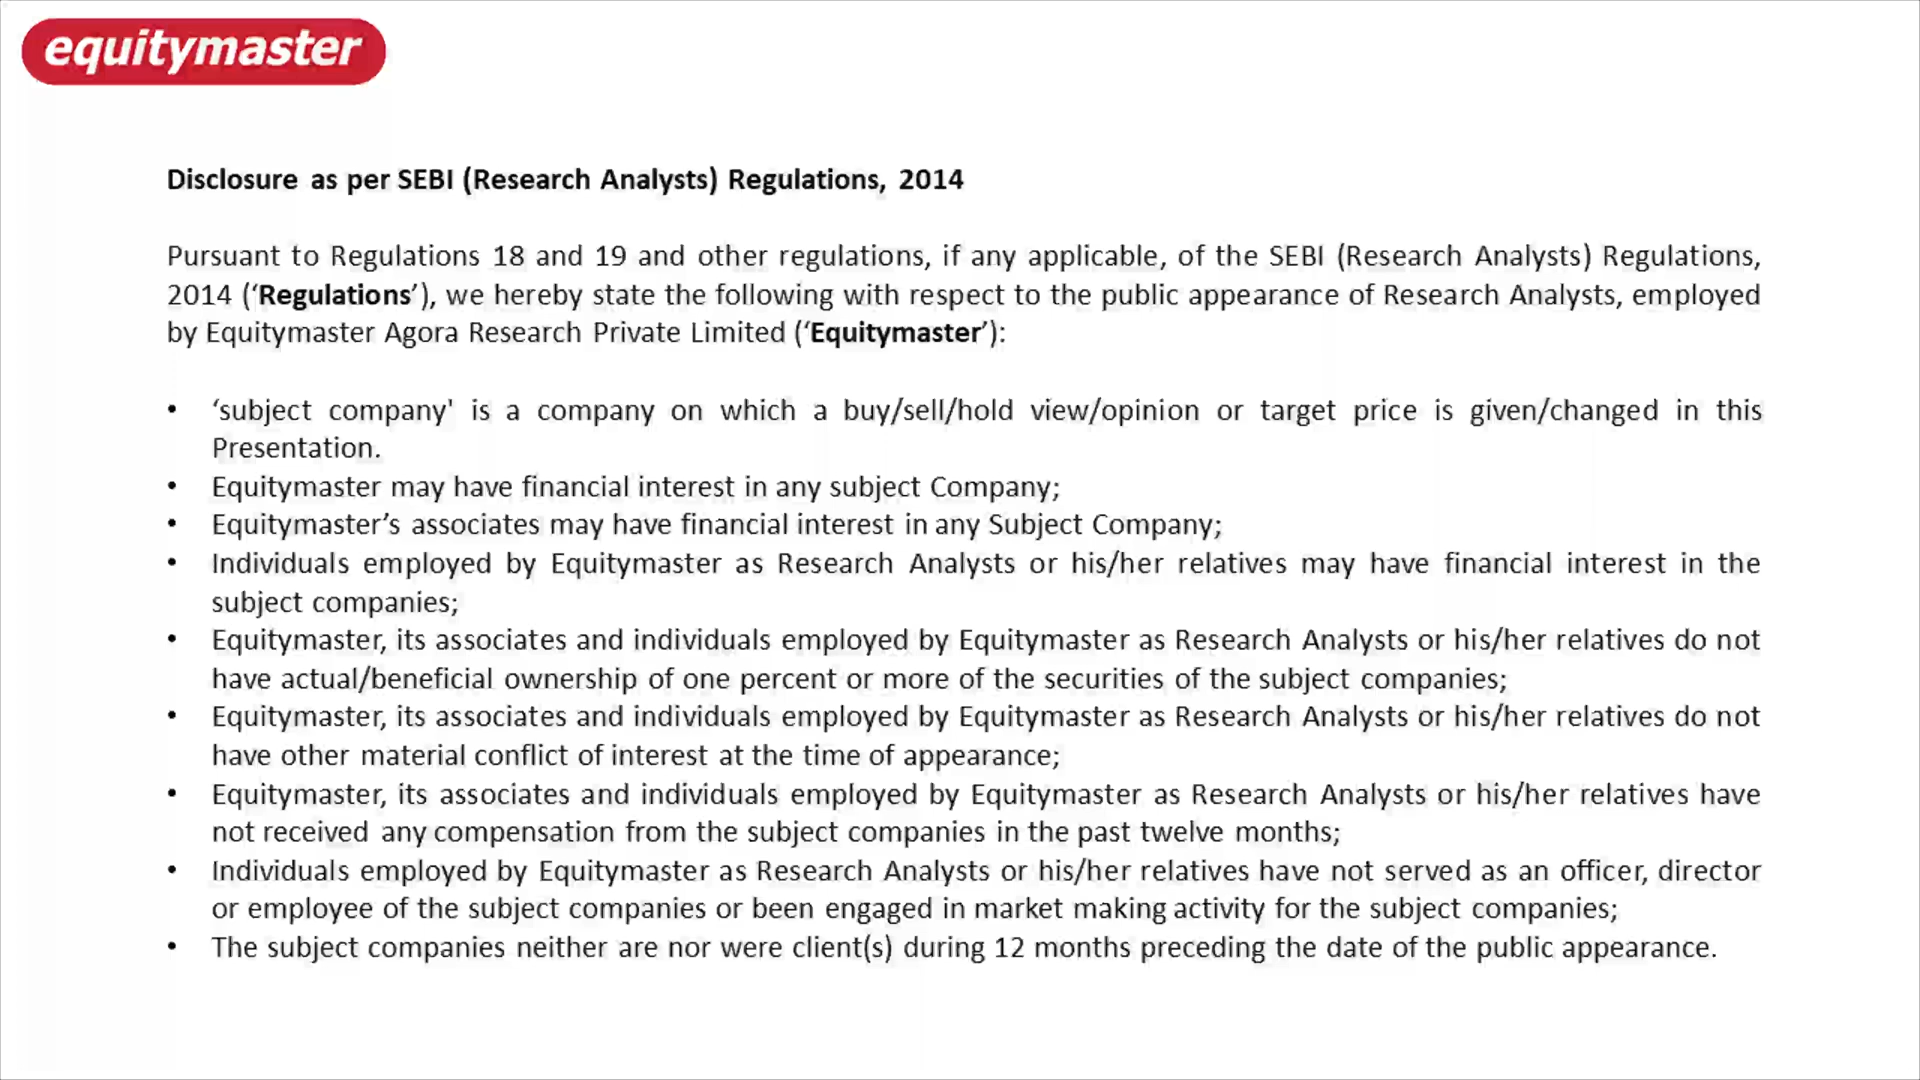 equitymaster
Disclosure as per SEBI (Research Analysts) Regulations, 2014
Pursuant to Regulations 18 and 19 and other regulations, if any applicable, of the SEBI (Research Analysts) Regulations,
2014 (‘Regulations’), we hereby state the following with respect to the public appearance of Research Analysts, employed
by Equitymaster Agora Research Private Limited (‘Equitymaster’):
• ‘subject company' is a company on which a buy/sell/hold view/opinion or target price is given/changed in this
Presentation.
• Equitymaster may have financial interest in any subject Company;
• Equitymaster’s associates may have financial interest in any Subject Company;
• Individuals employed by Equitymaster as Research Analysts or his/her relatives may have financial interest in the
subject companies;
• Equitymaster, its associates and individuals employed by Equitymaster as Research Analysts or his/her relatives do not
have actual/beneficial ownership of one percent or more of the securities of the subject companies;
• Equitymaster, its associates and individuals employed by Equitymaster as Research Analysts or his/her relatives do not
have other material conflict of interest at the time of appearance;
• Equitymaster, its associates and individuals employed by Equitymaster as Research Analysts or his/her relatives have
not received any compensation from the subject companies in the past twelve months;
• Individuals employed by Equitymaster as Research Analysts or his/her relatives have not served as an officer, director
or employee of the subject companies or been engaged in market making activity for the subject companies;
• The subject companies neither are nor were client(s) during 12 months preceding the date of the public appearance.